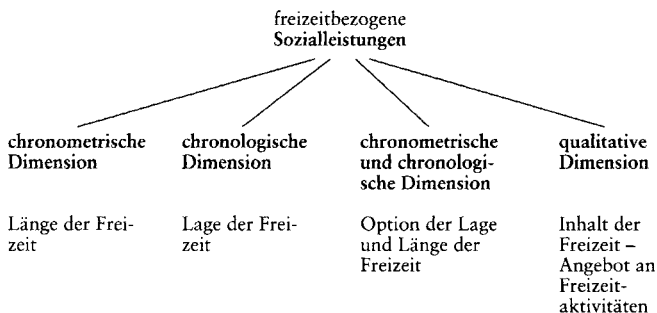 freizeitbezogene
Sozialleistungen
chronometrische
Dimension
Länge der Frei-
zeit
chronologische
Dimension
Lage der Frei-
zeit
chronometrische
und chronologi-
sche Dimension
Option der Lage
und Länge der
Freizeit
qualitative
Dimension
Inhalt der
Freizeit –
Angebot an
Freizeit-
aktivitäten